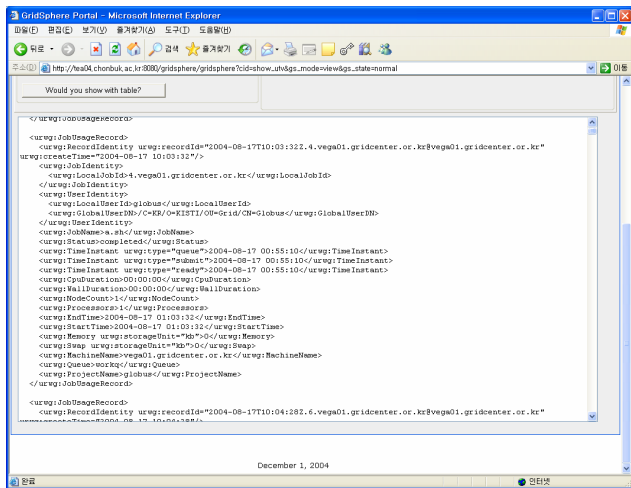 GridSphere Portal - Microsoft Internet Explorer
파일(F) 편집(E) 보기(V) 즐겨찾기(A) 도구(T) 도움말(H)
뒤로 검색 즐겨찾기
주소(D) http://tea04.chonbuk.ac.kr:8080/gridsphere/gridsphere?cid=show_utv&gs_mode=view&gs_state=normal 이동
Would you show with table?
</urwg:JobUsageRecord>
<urwg:JobUsageRecord>
<urwg:RecordIdentity urwg:recordId="2004-08-17T10:03:32Z.4.vega01.gridcenter.or.kr@vega01.gridcenter.or.kr"
urwg:createTime="2004-08-17 10:03:32"/>
<urwg:JobIdentity>
<urwg:LocalJobId>4.vega01.gridcenter.or.kr</urwg:LocalJobId>
</urwg:JobIdentity>
<urwg:UserIdentity>
<urwg:LocalUserId>globus</urwg:LocalUserId>
<urwg:GlobalUserDN>/C=KR/O=KISTI/OU=Grid/CN=Globus</urwg:GlobalUserDN>
</urwg:UserIdentity>
<urwg:JobName>a.sh</urwg:JobName>
<urwg:Status>completed</urwg:Status>
<urwg:TimeInstant urwg:type="queue">2004-08-17 00:55:10</urwg:TimeInstant>
<urwg:TimeInstant urwg:type="submit">2004-08-17 00:55:10</urwg:TimeInstant>
<urwg:TimeInstant urwg:type="ready">2004-08-17 00:55:10</urwg:TimeInstant>
<urwg:CpuDuration>00:00:00</urwg:CpuDuration>
<urwg:WallDuration>00:00:00</urwg:WallDuration>
<urwg:NodeCount>1</urwg:NodeCount>
<urwg:Processors>1</urwg:Processors>
<urwg:EndTime>2004-08-17 01:03:32</urwg:EndTime>
<urwg:StartTime>2004-08-17 01:03:32</urwg:StartTime>
<urwg:Memory urwg:storageUnit="kb">0</urwg:Memory>
<urwg:Swap urwg:storageUnit="kb">0</urwg:Swap>
<urwg:MachineName>vega01.gridcenter.or.kr</urwg:MachineName>
<urwg:Queue>workq</urwg:Queue>
<urwg:ProjectName>globus</urwg:ProjectName>
</urwg:JobUsageRecord>
<urwg:JobUsageRecord>
<urwg:RecordIdentity urwg:recordId="2004-08-17T10:04:28Z.6.vega01.gridcenter.or.kr@vega01.gridcenter.or.kr"
urwg:createTime="2004-08-17 10:04:28"/>
December 1, 2004
완료 인터넷